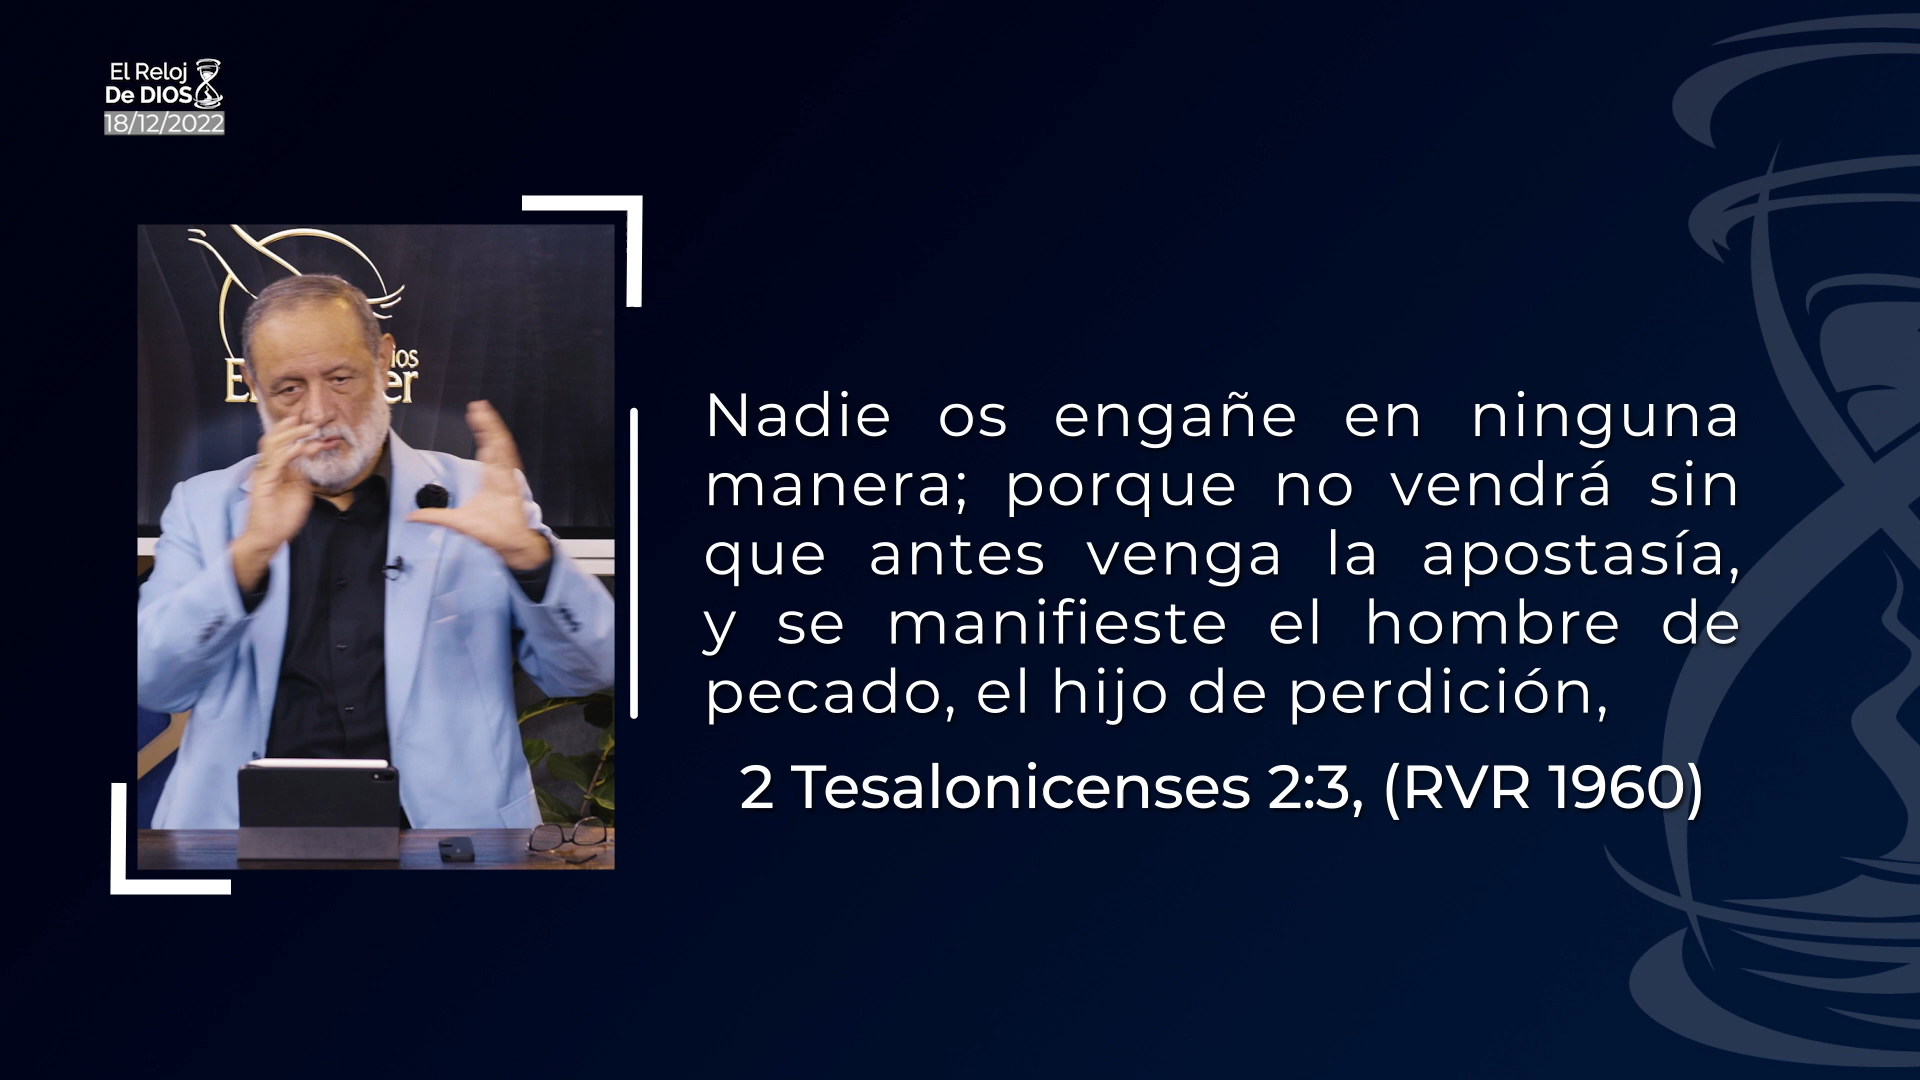 El Reloj
De DIOS
18/12/2022
ios
er
Nadie os engañe en ninguna
manera; porque no vendrá sin
que antes venga la apostasía,
y se manifieste el hombre de
pecado, el hijo de perdición,
2 Tesalonicenses 2:3, (RVR 1960)